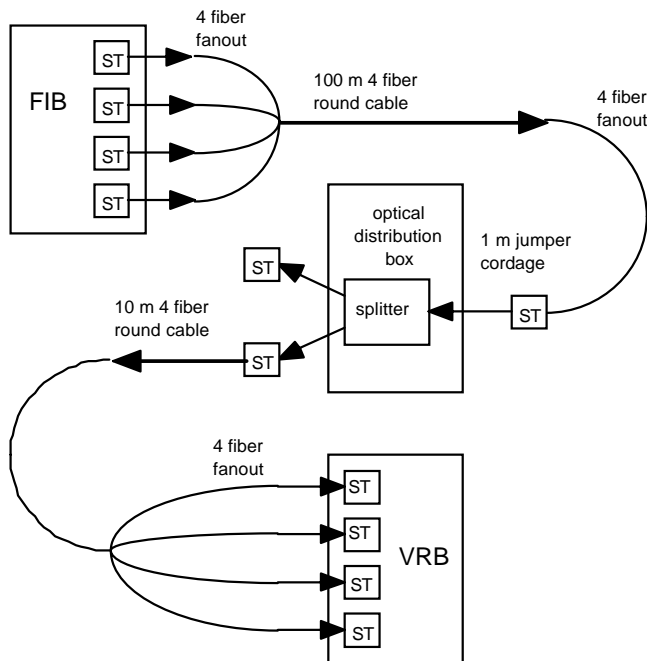 4 fiber
fanout
ST
FIB
ST
ST
ST
100 m 4 fiber
round cable
4 fiber
fanout
optical
distribution
box
1 m jumper
cordage
ST
splitter
ST
10 m 4 fiber
round cable
ST
4 fiber
fanout
ST
ST
VRB
ST
ST